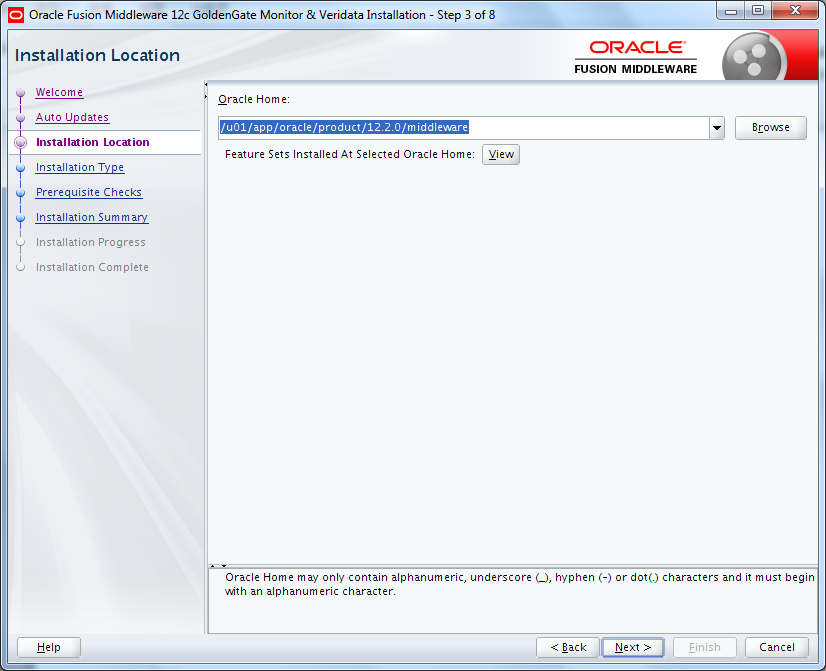 Oracle Fusion Middleware 12c GoldenGate Monitor & Veridata Installation - Step 3 of 8
Installation Location
ORACLE®
FUSION MIDDLEWARE
Welcome
Auto Updates
Installation Location
Installation Type
Prerequisite Checks
Installation Summary
Installation Progress
Installation Complete
Oracle Home:
/u01/app/oracle/product/12.2.0/middleware
Browse
Feature Sets Installed At Selected Oracle Home:
View
Oracle Home may only contain alphanumeric, underscore (_), hyphen (-) or dot(.) characters and it must begin
with an alphanumeric character.
Help
< Back
Next >
Finish
Cancel